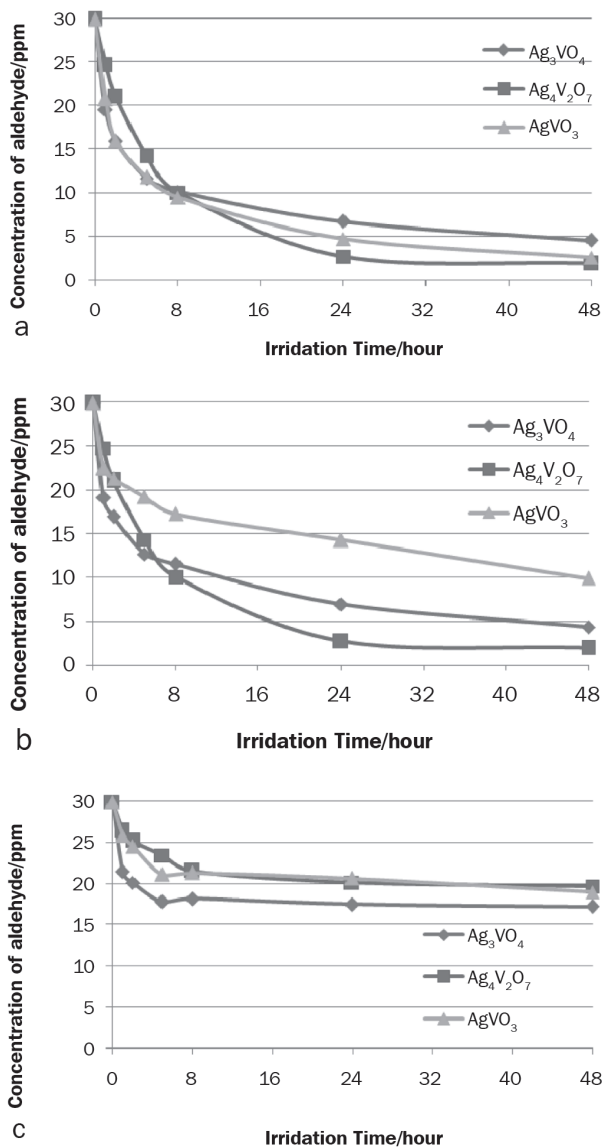 Concentration of aldehyde/ppm
30
25
20
15
10
5
0
Ag₃VO₄
Ag₄V₂O₇
AgVO₃
0 8 16 24 32 40 48
Irridation Time/hour
a
Concentration of aldehyde/ppm
30
25
20
15
10
5
0
Ag₃VO₄
Ag₄V₂O₇
AgVO₃
0 8 16 24 32 40 48
Irridation Time/hour
b
Concentration of aldehyde/ppm
30
25
20
15
10
5
0
Ag₃VO₄
Ag₄V₂O₇
AgVO₃
0 8 16 24 32 40 48
Irridation Time/hour
c